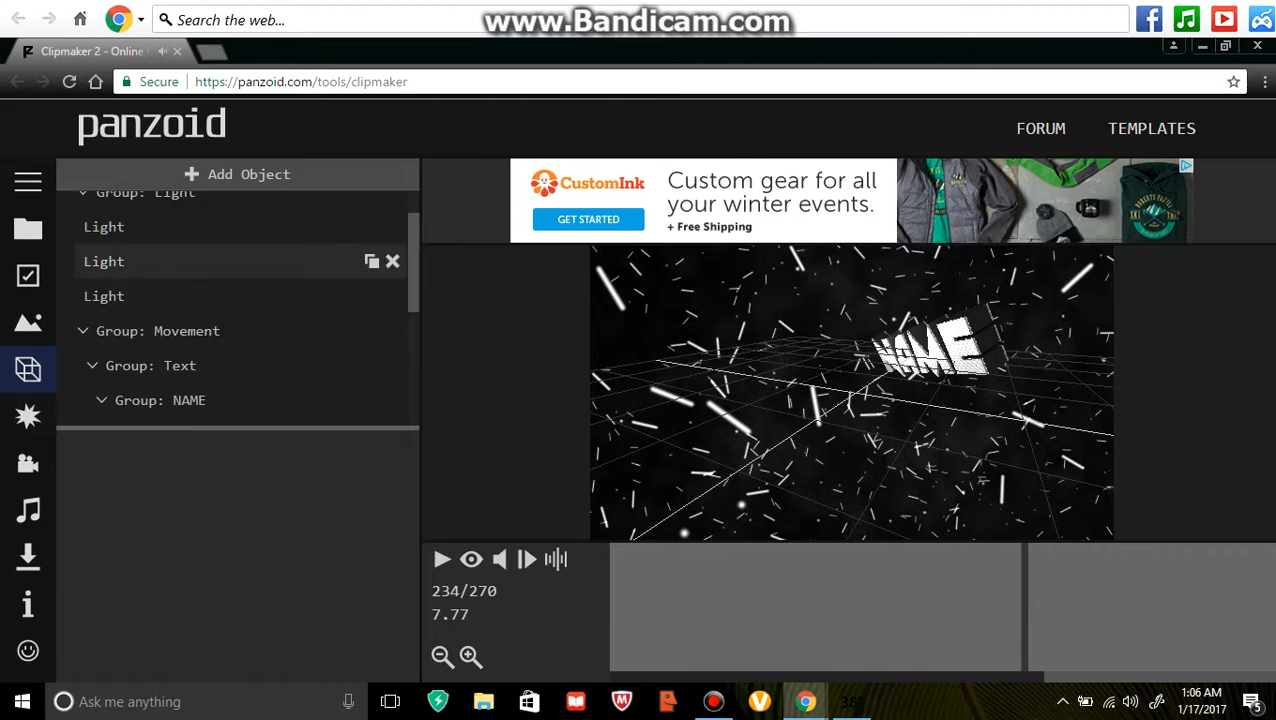 www.Bandicam.com
Search the web...
Clipmaker 2 - Online
Secure https://panzoid.com/tools/clipmaker
panzoid
FORUM TEMPLATES
Add Object
Group: Light
Light
Light
Light
Group: Movement
Group: Text
Group: NAME
CustomInk
GET STARTED
Custom gear for all
your winter events.
+ Free Shipping
NAME
234/270
7.77
Ask me anything
1:06 AM
1/17/2017
5